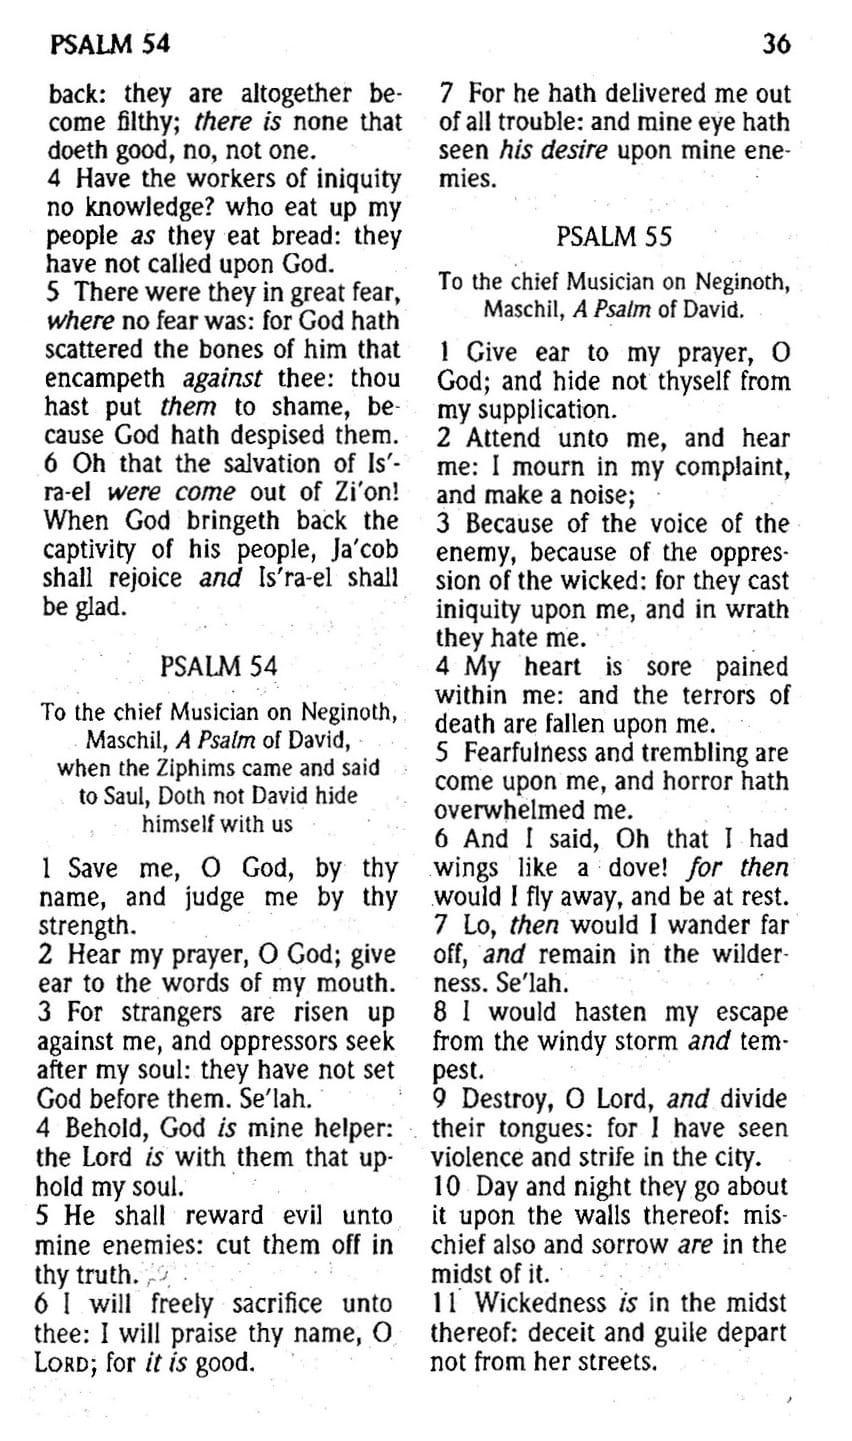 PSALM 54
36
back: they are altogether be-
come filthy; there is none that
doeth good, no, not one.
4 Have the workers of iniquity
no knowledge? who eat up my
people as they eat bread: they
have not called upon God.
5 There were they in great fear,
where no fear was: for God hath
scattered the bones of him that
encampeth against thee: thou
hast put them to shame, be-
cause God hath despised them.
6 Oh that the salvation of Is′-
ra-el were come out of Zi′on!
When God bringeth back the
captivity of his people, Ja′cob
shall rejoice and Is′ra-el shall
be glad.
PSALM 54
To the chief Musician on Neginoth,
Maschil, A Psalm of David,
when the Ziphims came and said
to Saul, Doth not David hide
himself with us
1 Save me, O God, by thy
name, and judge me by thy
strength.
2 Hear my prayer, O God; give
ear to the words of my mouth.
3 For strangers are risen up
against me, and oppressors seek
after my soul: they have not set
God before them. Se′lah.
4 Behold, God is mine helper:
the Lord is with them that up-
hold my soul.
5 He shall reward evil unto
mine enemies: cut them off in
thy truth.
6 I will freely sacrifice unto
thee: I will praise thy name, O
LORD; for it is good.
7 For he hath delivered me out
of all trouble: and mine eye hath
seen his desire upon mine ene-
mies.
PSALM 55
To the chief Musician on Neginoth,
Maschil, A Psalm of David.
1 Give ear to my prayer, O
God; and hide not thyself from
my supplication.
2 Attend unto me, and hear
me: I mourn in my complaint,
and make a noise;
3 Because of the voice of the
enemy, because of the oppres-
sion of the wicked: for they cast
iniquity upon me, and in wrath
they hate me.
4 My heart is sore pained
within me: and the terrors of
death are fallen upon me.
5 Fearfulness and trembling are
come upon me, and horror hath
overwhelmed me.
6 And I said, Oh that I had
wings like a dove! for then
would I fly away, and be at rest.
7 Lo, then would I wander far
off, and remain in the wilder-
ness. Se′lah.
8 I would hasten my escape
from the windy storm and tem-
pest.
9 Destroy, O Lord, and divide
their tongues: for I have seen
violence and strife in the city.
10 Day and night they go about
it upon the walls thereof: mis-
chief also and sorrow are in the
midst of it.
11 Wickedness is in the midst
thereof: deceit and guile depart
not from her streets.